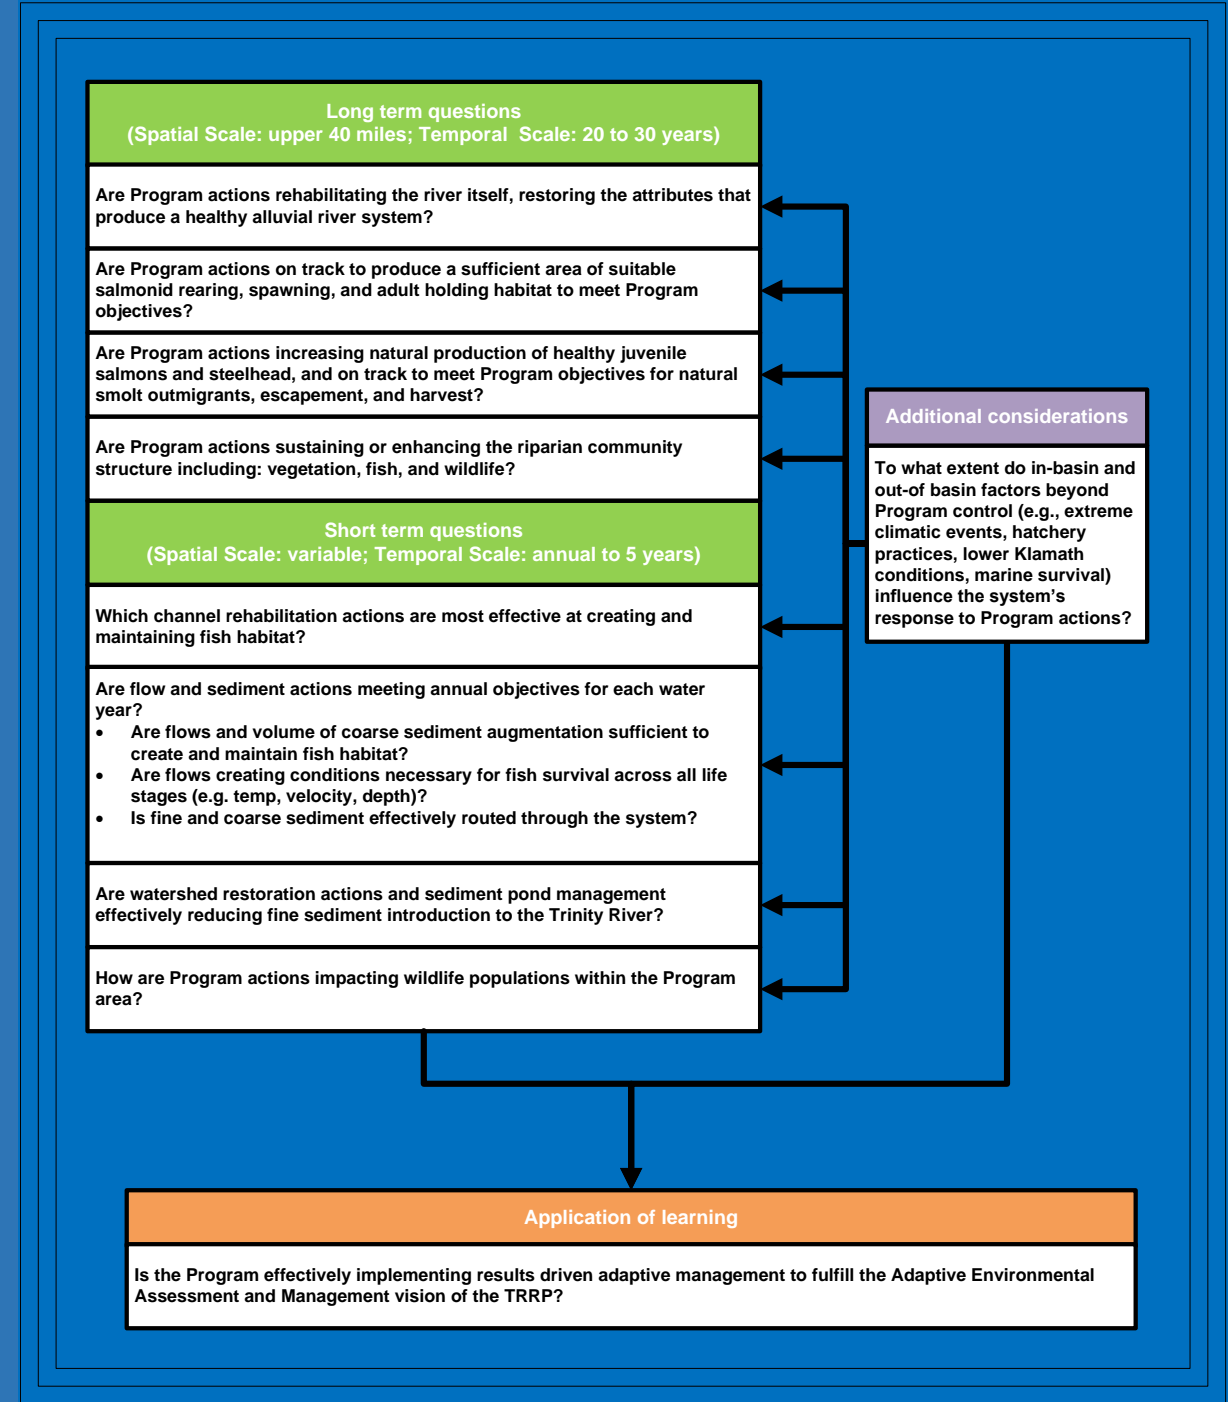 Long term questions
(Spatial Scale: upper 40 miles; Temporal  Scale: 20 to 30 years)
Are Program actions rehabilitating the river itself, restoring the attributes that
produce a healthy alluvial river system?
Are Program actions on track to produce a sufficient area of suitable
salmonid rearing, spawning, and adult holding habitat to meet Program
objectives?
Are Program actions increasing natural production of healthy juvenile
salmons and steelhead, and on track to meet Program objectives for natural
smolt outmigrants, escapement, and harvest?
Are Program actions sustaining or enhancing the riparian community
structure including: vegetation, fish, and wildlife?
Short term questions
(Spatial Scale: variable; Temporal Scale: annual to 5 years)
Which channel rehabilitation actions are most effective at creating and
maintaining fish habitat?
Are flow and sediment actions meeting annual objectives for each water
year?
• Are flows and volume of coarse sediment augmentation sufficient to
create and maintain fish habitat?
• Are flows creating conditions necessary for fish survival across all life
stages (e.g. temp, velocity, depth)?
• Is fine and coarse sediment effectively routed through the system?
Are watershed restoration actions and sediment pond management
effectively reducing fine sediment introduction to the Trinity River?
How are Program actions impacting wildlife populations within the Program
area?
Additional considerations
To what extent do in-basin and
out-of basin factors beyond
Program control (e.g., extreme
climatic events, hatchery
practices, lower Klamath
conditions, marine survival)
influence the system’s
response to Program actions?
Application of learning
Is the Program effectively implementing results driven adaptive management to fulfill the Adaptive Environmental
Assessment and Management vision of the TRRP?